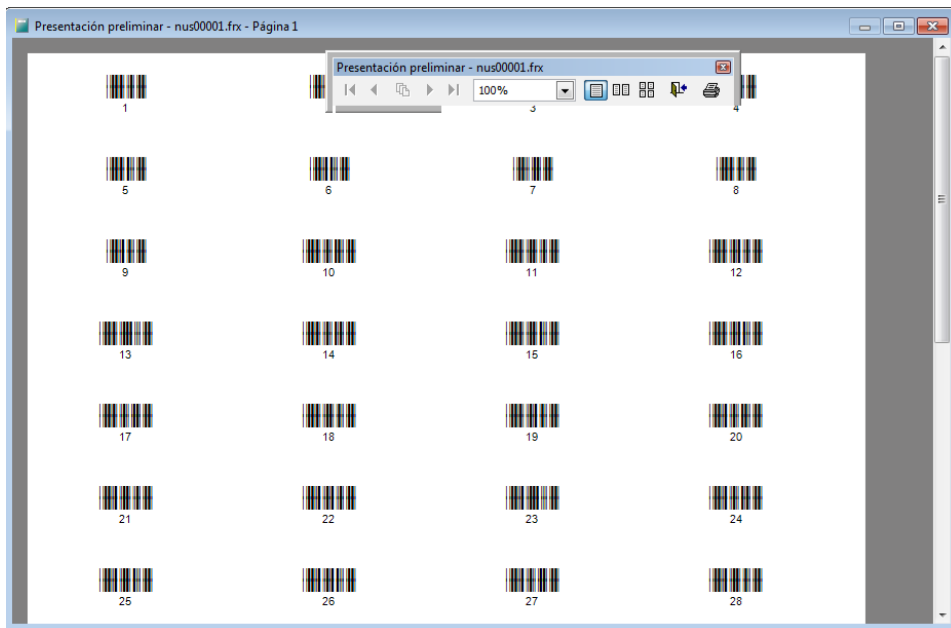 Presentación preliminar - nus00001.frx - Página 1
Presentación preliminar - nus00001.frx
100%
1 3 4
5 6 7 8
9 10 11 12
13 14 15 16
17 18 19 20
21 22 23 24
25 26 27 28